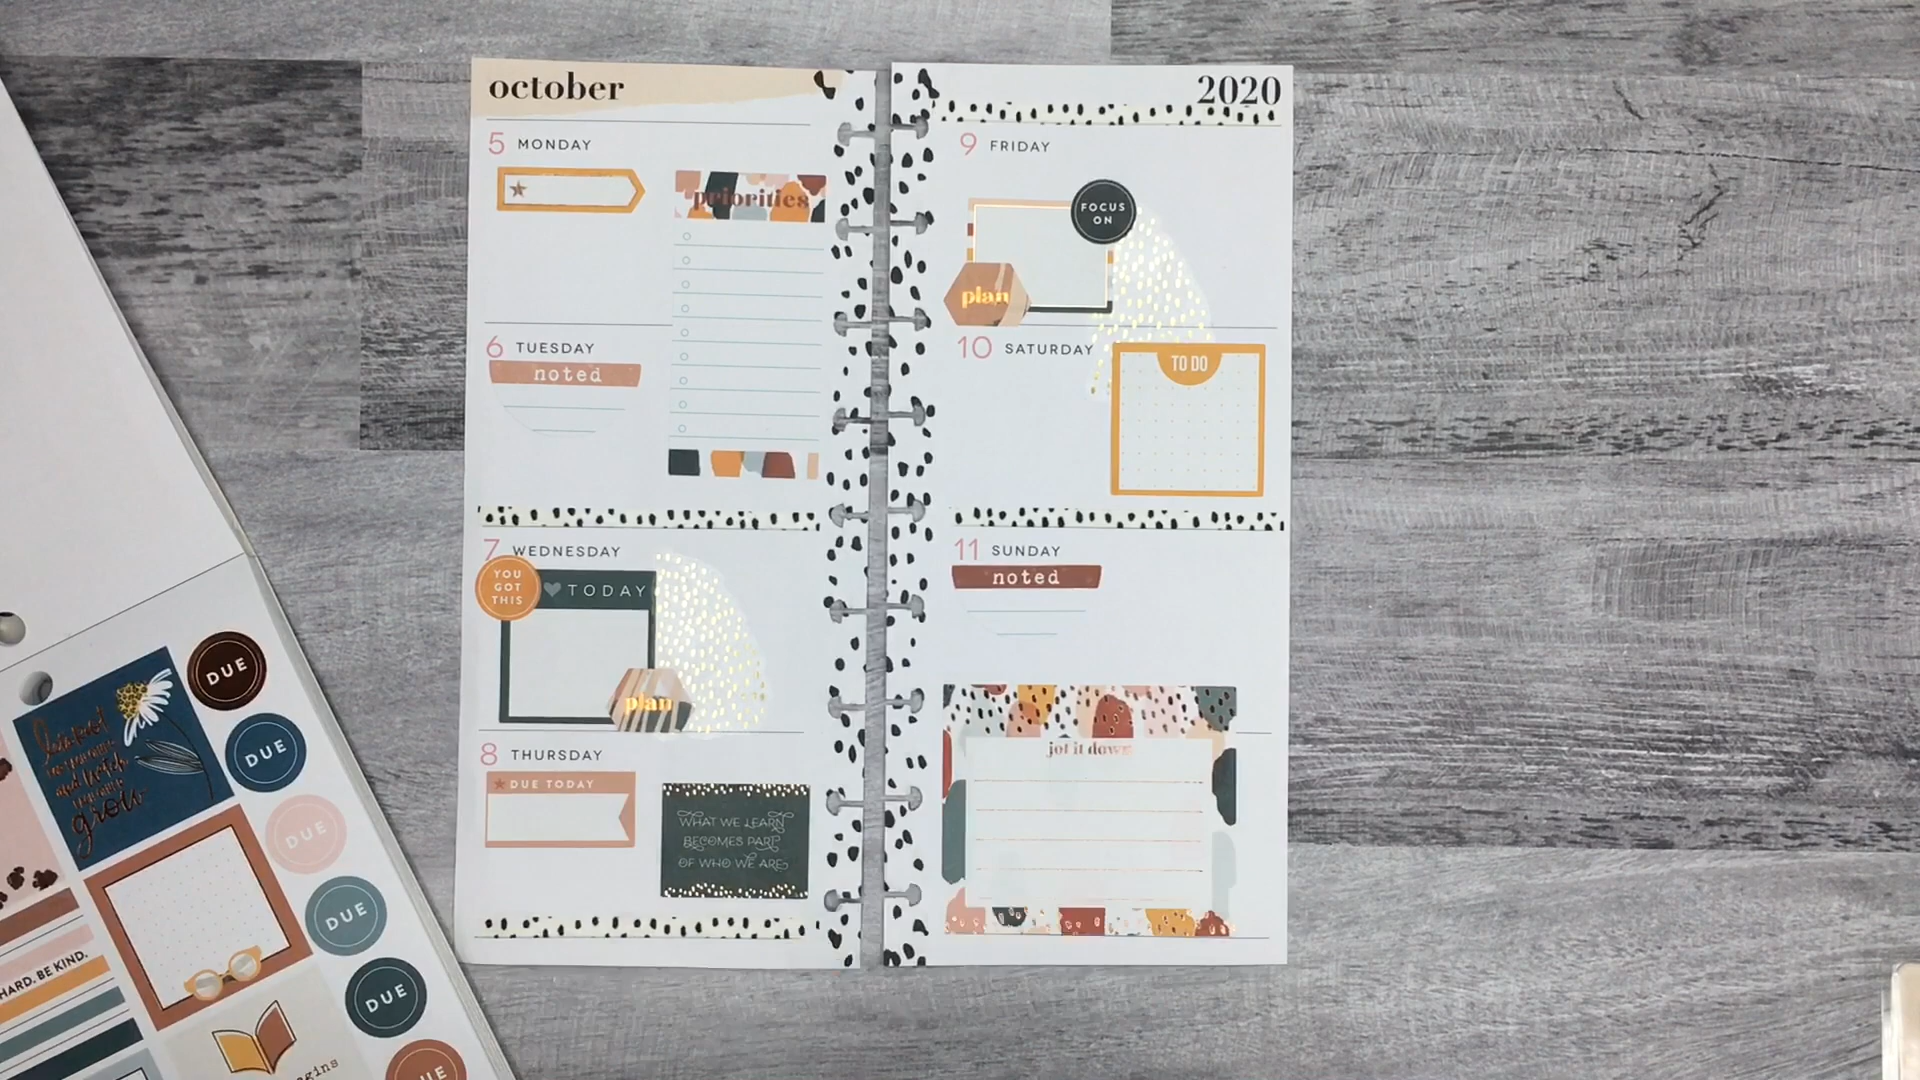 october
5 MONDAY
priorities
6 TUESDAY
noted
7 WEDNESDAY
YOU
GOT
THIS
TODAY
plan
8 THURSDAY
DUE TODAY
WHAT WE LEARN
BECOMES PART
OF WHO WE ARE
2020
9 FRIDAY
FOCUS
ON
plan
10 SATURDAY
TO DO
11 SUNDAY
noted
jot it down
DUE
DUE
DUE
DUE
DUE
grow
HARD. BE KIND.